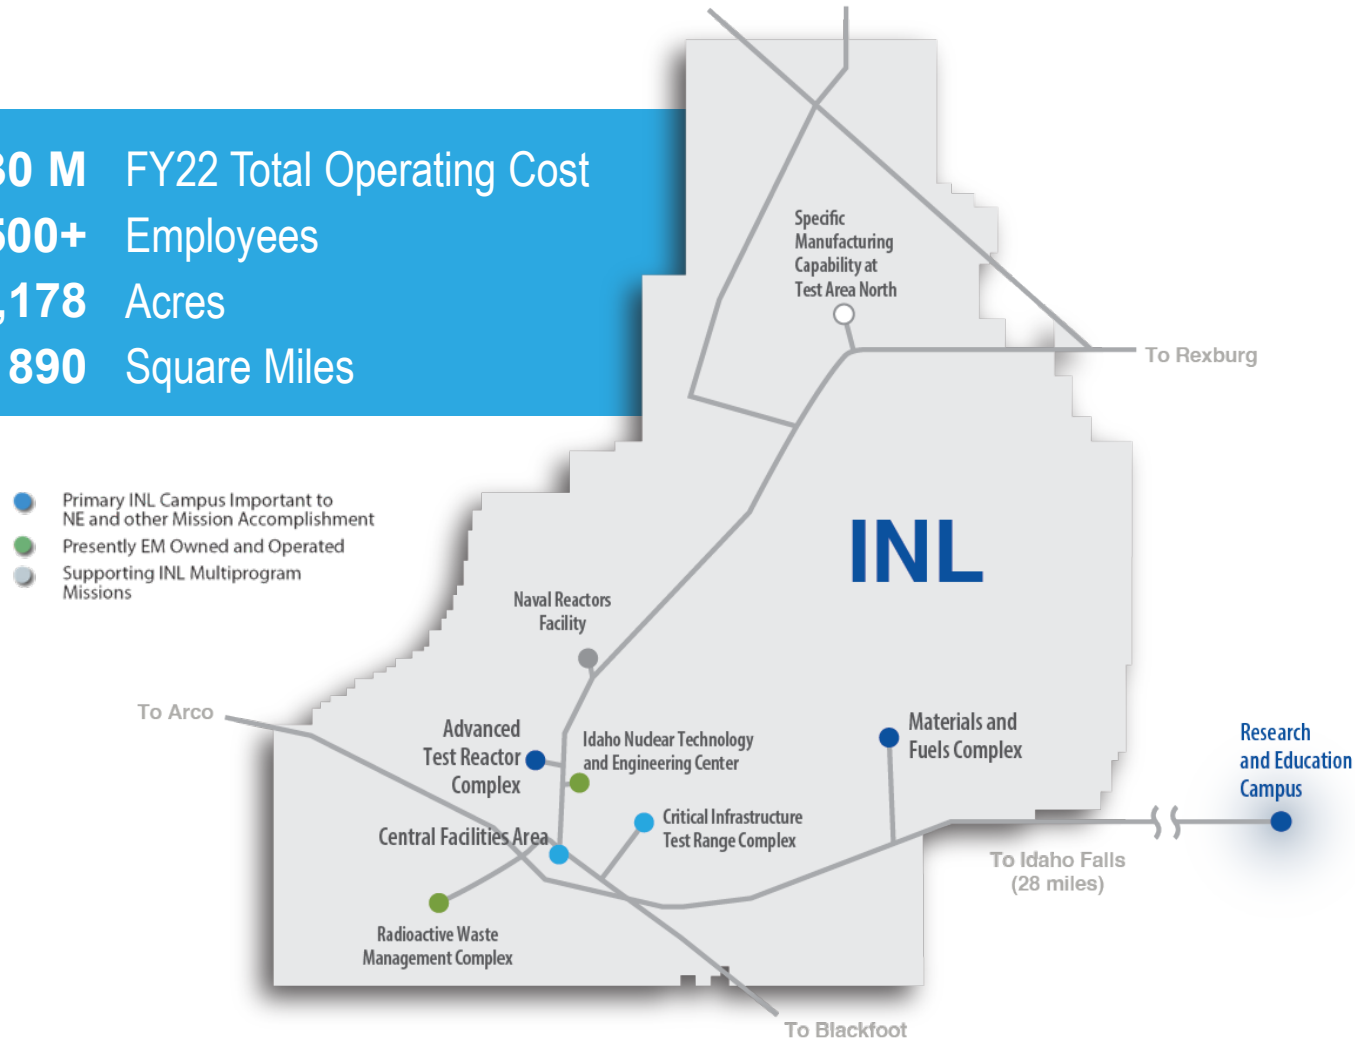 30 M FY22 Total Operating Cost
500+ Employees
,178 Acres
890 Square Miles
Specific
Manufacturing
Capability at
Test Area North
To Rexburg
Primary INL Campus Important to
NE and other Mission Accomplishment
Presently EM Owned and Operated
Supporting INL Multiprogram
Missions
INL
Naval Reactors
Facility
To Arco
Advanced
Test Reactor
Complex
Idaho Nuclear Technology
and Engineering Center
Materials and
Fuels Complex
Research
and Education
Campus
Central Facilities Area
Critical Infrastructure
Test Range Complex
To Idaho Falls
(28 miles)
Radioactive Waste
Management Complex
To Blackfoot